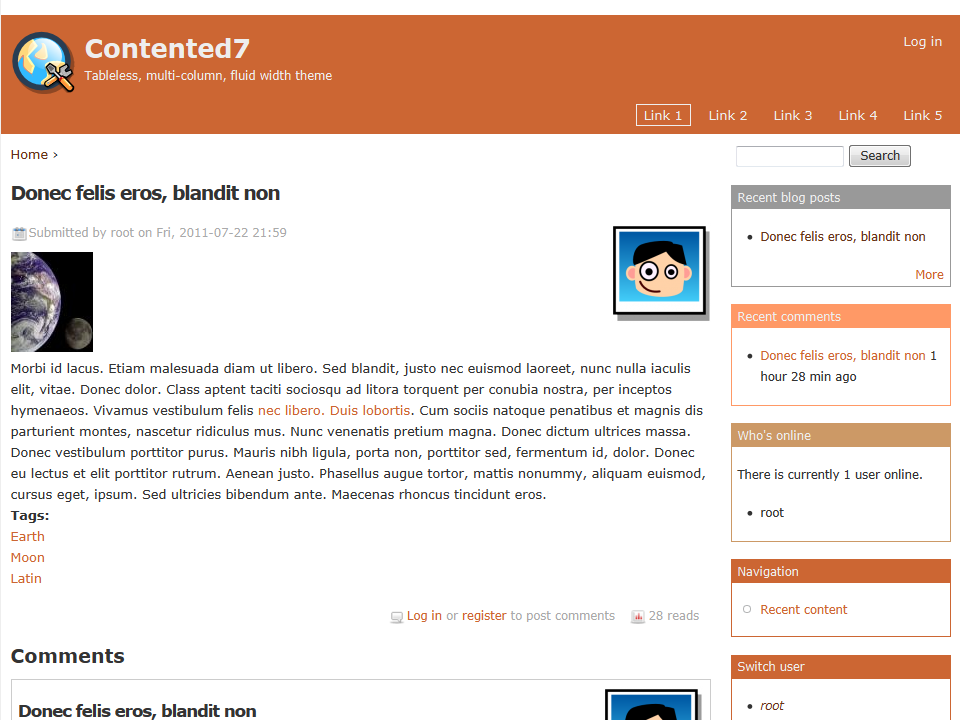 Contented7
Tableless, multi-column, fluid width theme
Log in
Link 1
Link 2
Link 3
Link 4
Link 5
Home ›
Search
Donec felis eros, blandit non
Submitted by root on Fri, 2011-07-22 21:59
Morbi id lacus. Etiam malesuada diam ut libero. Sed blandit, justo nec euismod laoreet, nunc nulla iaculis
elit, vitae. Donec dolor. Class aptent taciti sociosqu ad litora torquent per conubia nostra, per inceptos
hymenaeos. Vivamus vestibulum felis nec libero. Duis lobortis. Cum sociis natoque penatibus et magnis dis
parturient montes, nascetur ridiculus mus. Nunc venenatis pretium magna. Donec dictum ultrices massa.
Donec vestibulum porttitor purus. Mauris nibh ligula, porta non, porttitor sed, fermentum id, dolor. Donec
eu lectus et elit porttitor rutrum. Aenean justo. Phasellus augue tortor, mattis nonummy, aliquam euismod,
cursus eget, ipsum. Sed ultricies bibendum ante. Maecenas rhoncus tincidunt eros.
Tags:
Earth
Moon
Latin
Log in or register to post comments
28 reads
Comments
Donec felis eros, blandit non
Recent blog posts
Donec felis eros, blandit non
More
Recent comments
Donec felis eros, blandit non 1
hour 28 min ago
Who's online
There is currently 1 user online.
root
Navigation
Recent content
Switch user
root